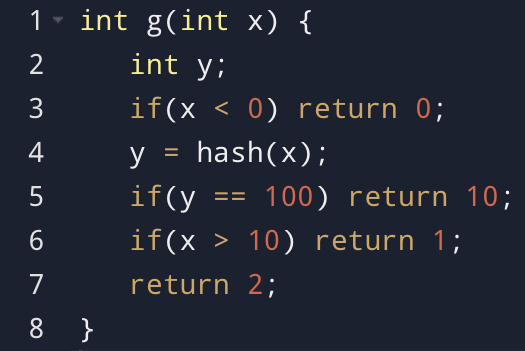 1 int g(int x) {
2 int y;
3 if(x < 0) return 0;
4 y = hash(x);
5 if(y == 100) return 10;
6 if(x > 10) return 1;
7 return 2;
8 }